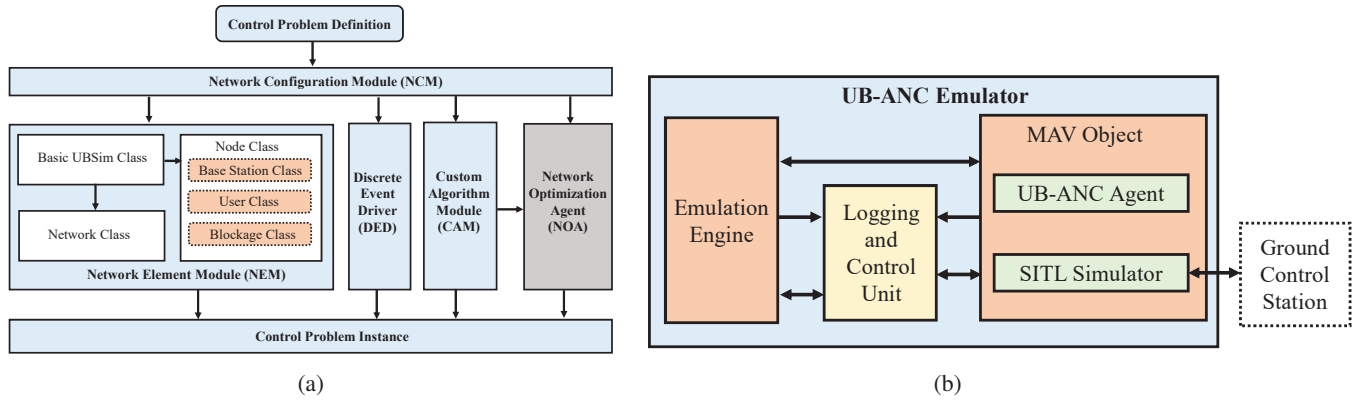 Control Problem Definition
Network Configuration Module (NCM)
Basic UBSim Class
Network Class
Node Class
Base Station Class
User Class
Blockage Class
Network Element Module (NEM)
Discrete
Event
Driver
(DED)
Custom
Algorithm
Module
(CAM)
Network
Optimization
Agent
(NOA)
Control Problem Instance
(a)
UB-ANC Emulator
Emulation
Engine
Logging
and
Control
Unit
MAV Object
UB-ANC Agent
SITL Simulator
Ground
Control
Station
(b)